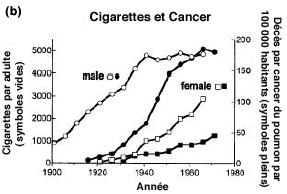 (b)
Cigarettes et Cancer
Cigarettes par adulte
(symboles vides)
5000
4000
3000
2000
1000
0
male
female
200
150
100
50
0
Décès par cancer du poumon par
100 000 habitants (symboles pleins)
1900
1920
1940
1960
1980
Année